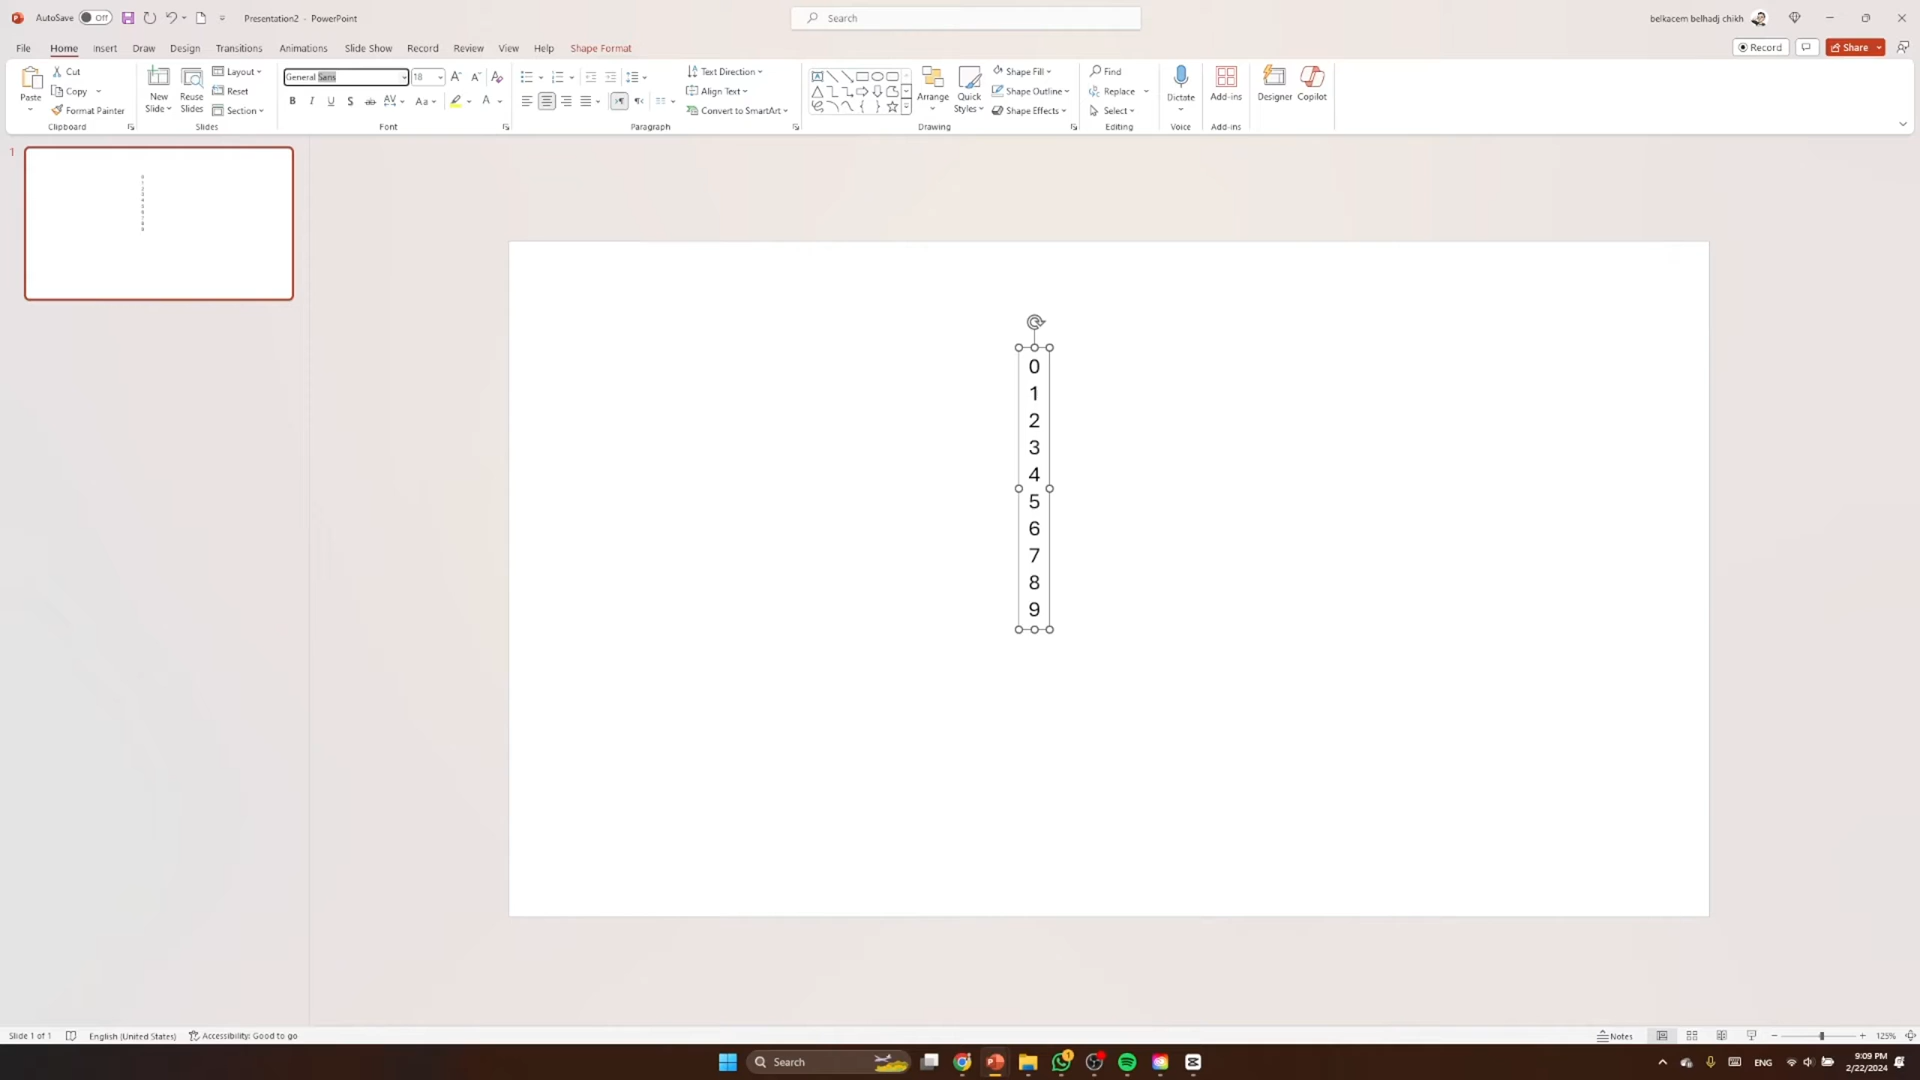 AutoSave Off Presentation2 - PowerPoint Search belkacem belhadj chikh
File Home Insert Draw Design Transitions Animations Slide Show Record Review View Help Shape Format Record Share
Paste Cut Copy Format Painter Clipboard
New Slide Reuse Slides Layout Reset Section Slides
General Sans 18 Font
Text Direction Align Text Convert to SmartArt Paragraph
Arrange Quick Styles Shape Fill Shape Outline Shape Effects Drawing
Find Replace Select Editing
Dictate Voice
Add-ins Add-ins
Designer Copilot
1
0
1
2
3
4
5
6
7
8
9
Slide 1 of 1 English (United States) Accessibility: Good to go Notes 125%
Search ENG 9:09 PM
2/22/2024